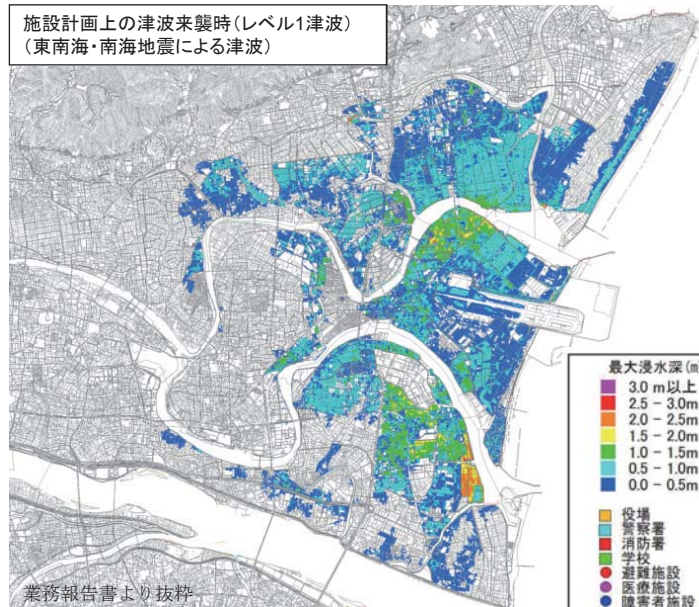 施設計画上の津波来襲時(レベル1津波)
(東南海・南海地震による津波)
最大浸水深(m
3.0 m以上
2.5 - 3.0m
2.0 - 2.5m
1.5 - 2.0m
1.0 - 1.5m
0.5 - 1.0m
0.0 - 0.5m
役場
警察署
消防署
学校
避難施設
医療施設
障害者施設
業務報告書より抜粋